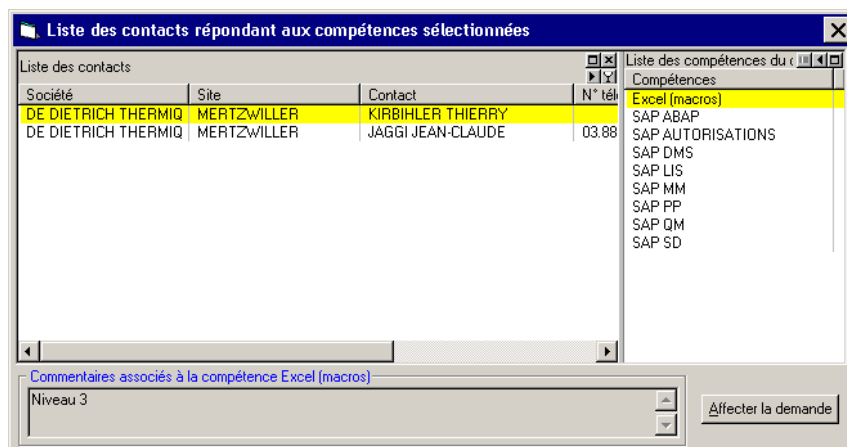 Liste des contacts répondant aux compétences sélectionnées
Liste des contacts
Société Site Contact N° tél
DE DIETRICH THERMIQ MERTZWILLER KIRBIHLER THIERRY
DE DIETRICH THERMIQ MERTZWILLER JAGGI JEAN-CLAUDE 03.88
Liste des compétences du c
Compétences
Excel (macros)
SAP ABAP
SAP AUTORISATIONS
SAP DMS
SAP LIS
SAP MM
SAP PP
SAP QM
SAP SD
Commentaires associés à la compétence Excel (macros)
Niveau 3
Affecter la demande